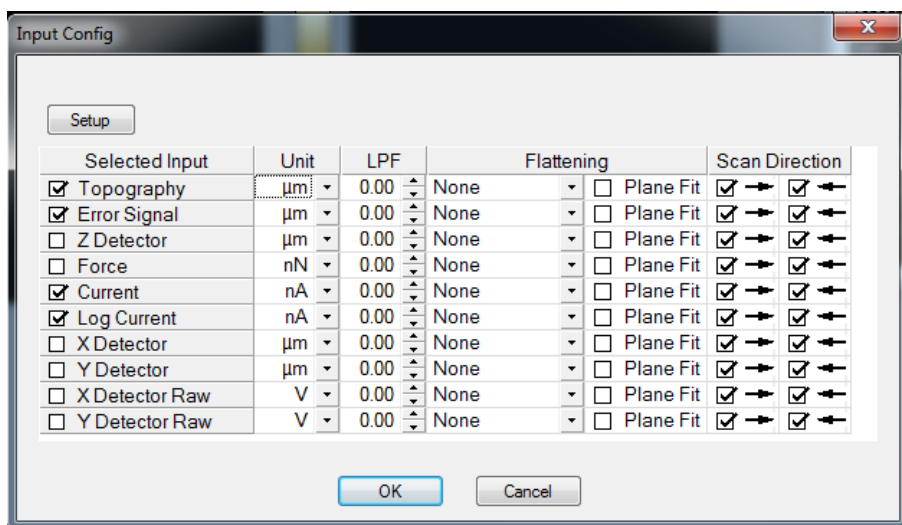 Input Config
Setup
Selected Input Unit LPF Flattening Scan Direction
Topography µm 0.00 None Plane Fit
Error Signal µm 0.00 None Plane Fit
Z Detector µm 0.00 None Plane Fit
Force nN 0.00 None Plane Fit
Current nA 0.00 None Plane Fit
Log Current nA 0.00 None Plane Fit
X Detector µm 0.00 None Plane Fit
Y Detector µm 0.00 None Plane Fit
X Detector Raw V 0.00 None Plane Fit
Y Detector Raw V 0.00 None Plane Fit
OK Cancel